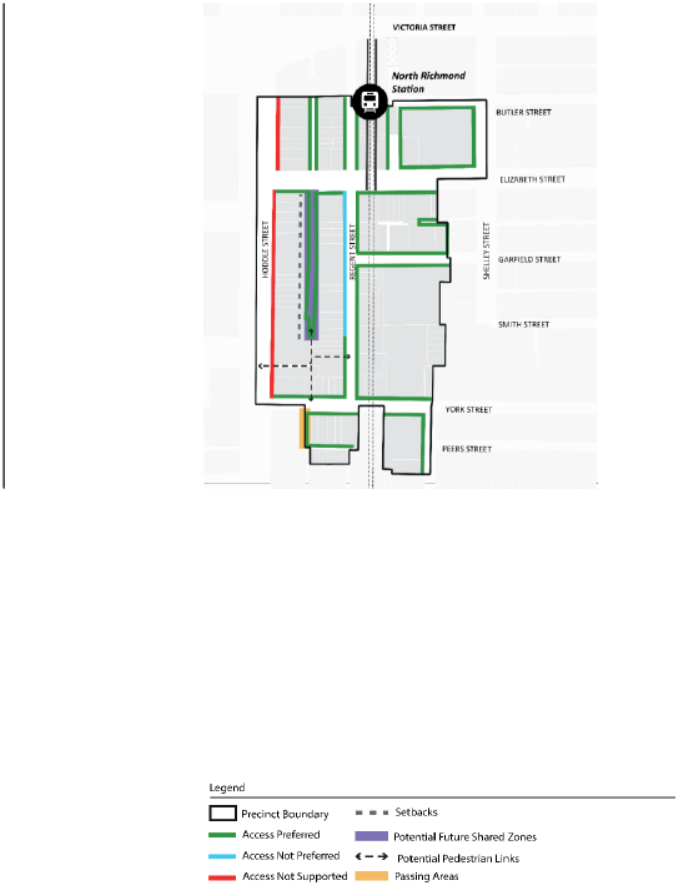 VICTORIA STREET
North Richmond
Station
BUTLER STREET
ELIZABETH STREET
HODDLE STREET
REGENT STREET
SHELLEY STREET
GARFIELD STREET
SMITH STREET
YORK STREET
PEERS STREET
Legend
Precinct Boundary
Setbacks
Access Preferred
Potential Future Shared Zones
Access Not Preferred
Potential Pedestrian Links
Access Not Supported
Passing Areas